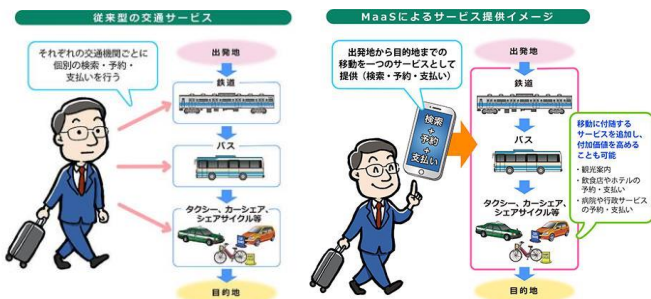 従来型の交通サービス
それぞれの交通機関ごとに
個別の検索・予約・
支払いを行う
出発地
鉄道
バス
タクシー、カーシェア、
シェアサイクル等
目的地
MaaSによるサービス提供イメージ
出発地から目的地までの
移動を一つのサービスとして
提供（検索・予約・支払い）
検索
+
予約
+
支払い
出発地
鉄道
バス
タクシー、カーシェア、
シェアサイクル等
目的地
移動に付随する
サービスを追加し、
付加価値を高める
ことも可能
・観光案内
・飲食店やホテルの
予約・支払い
・病院や行政サービス
の予約・支払い